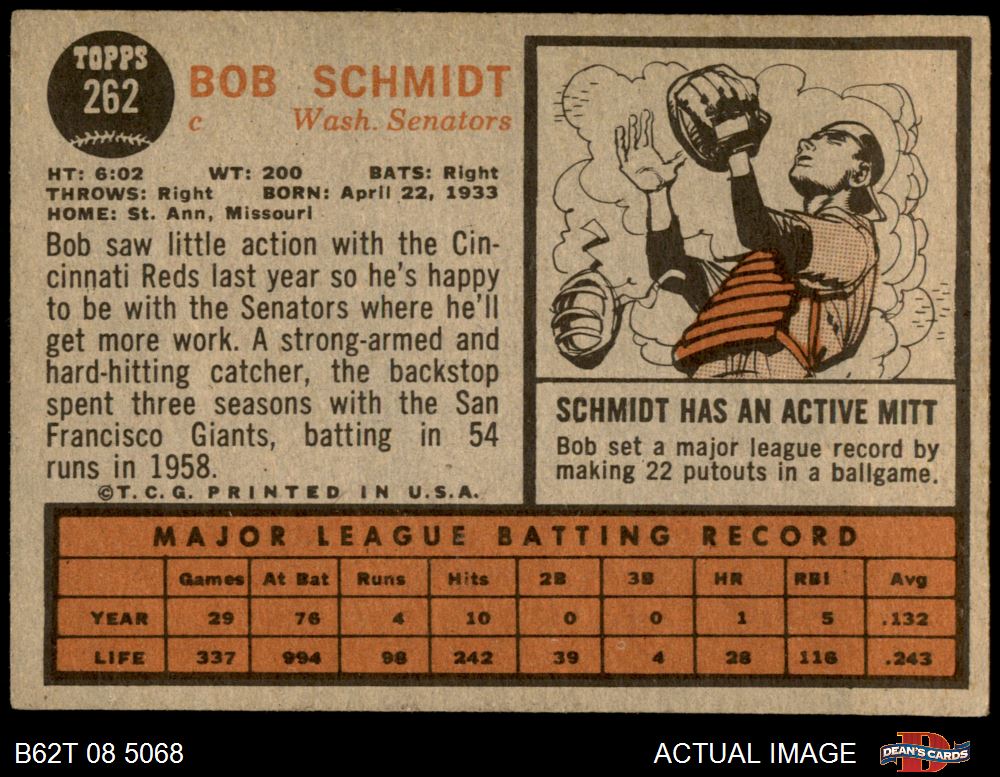 TOPPS
262
BOB SCHMIDT
c Wash. Senators
HT: 6:02 WT: 200 BATS: Right
THROWS: Right BORN: April 22, 1933
HOME: St. Ann, Missouri
Bob saw little action with the Cin-
cinnati Reds last year so he's happy
to be with the Senators where he'll
get more work. A strong-armed and
hard-hitting catcher, the backstop
spent three seasons with the San
Francisco Giants, batting in 54
runs in 1958.
©T.C.G. PRINTED IN U.S.A.
SCHMIDT HAS AN ACTIVE MITT
Bob set a major league record by
making 22 putouts in a ballgame.
MAJOR LEAGUE BATTING RECORD
Games At Bat Runs Hits 2B 3B HR RBI Avg
YEAR 29 76 4 10 0 0 1 5 .132
LIFE 337 994 98 242 39 4 28 116 .243
B62T 08 5068
ACTUAL IMAGE
DEAN'S CARDS